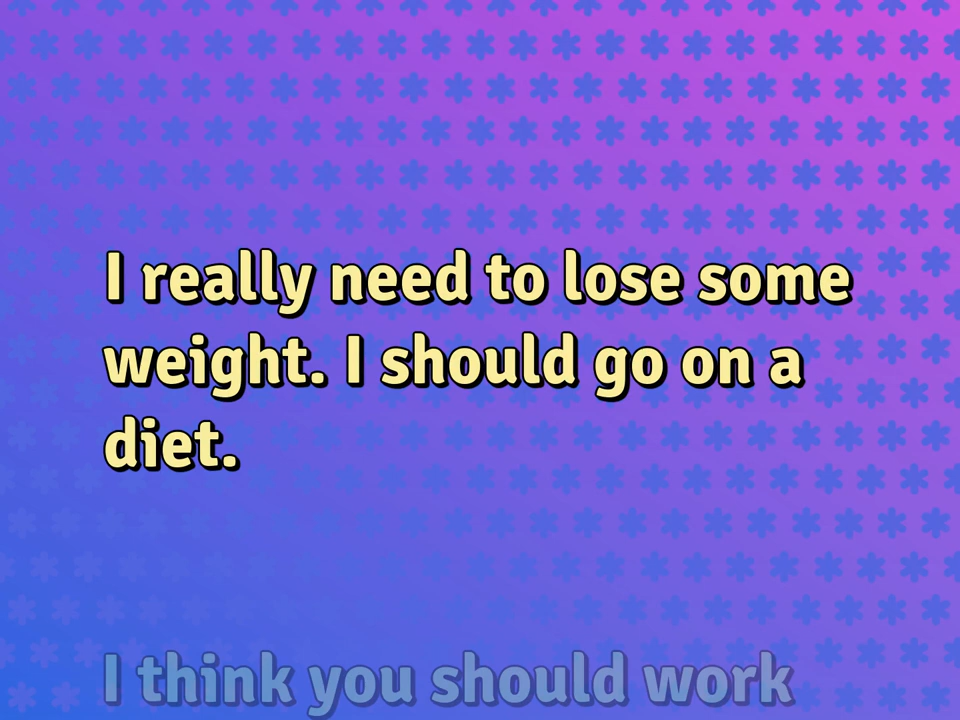 I really need to lose some
weight. I should go on a
diet.
I think you should work